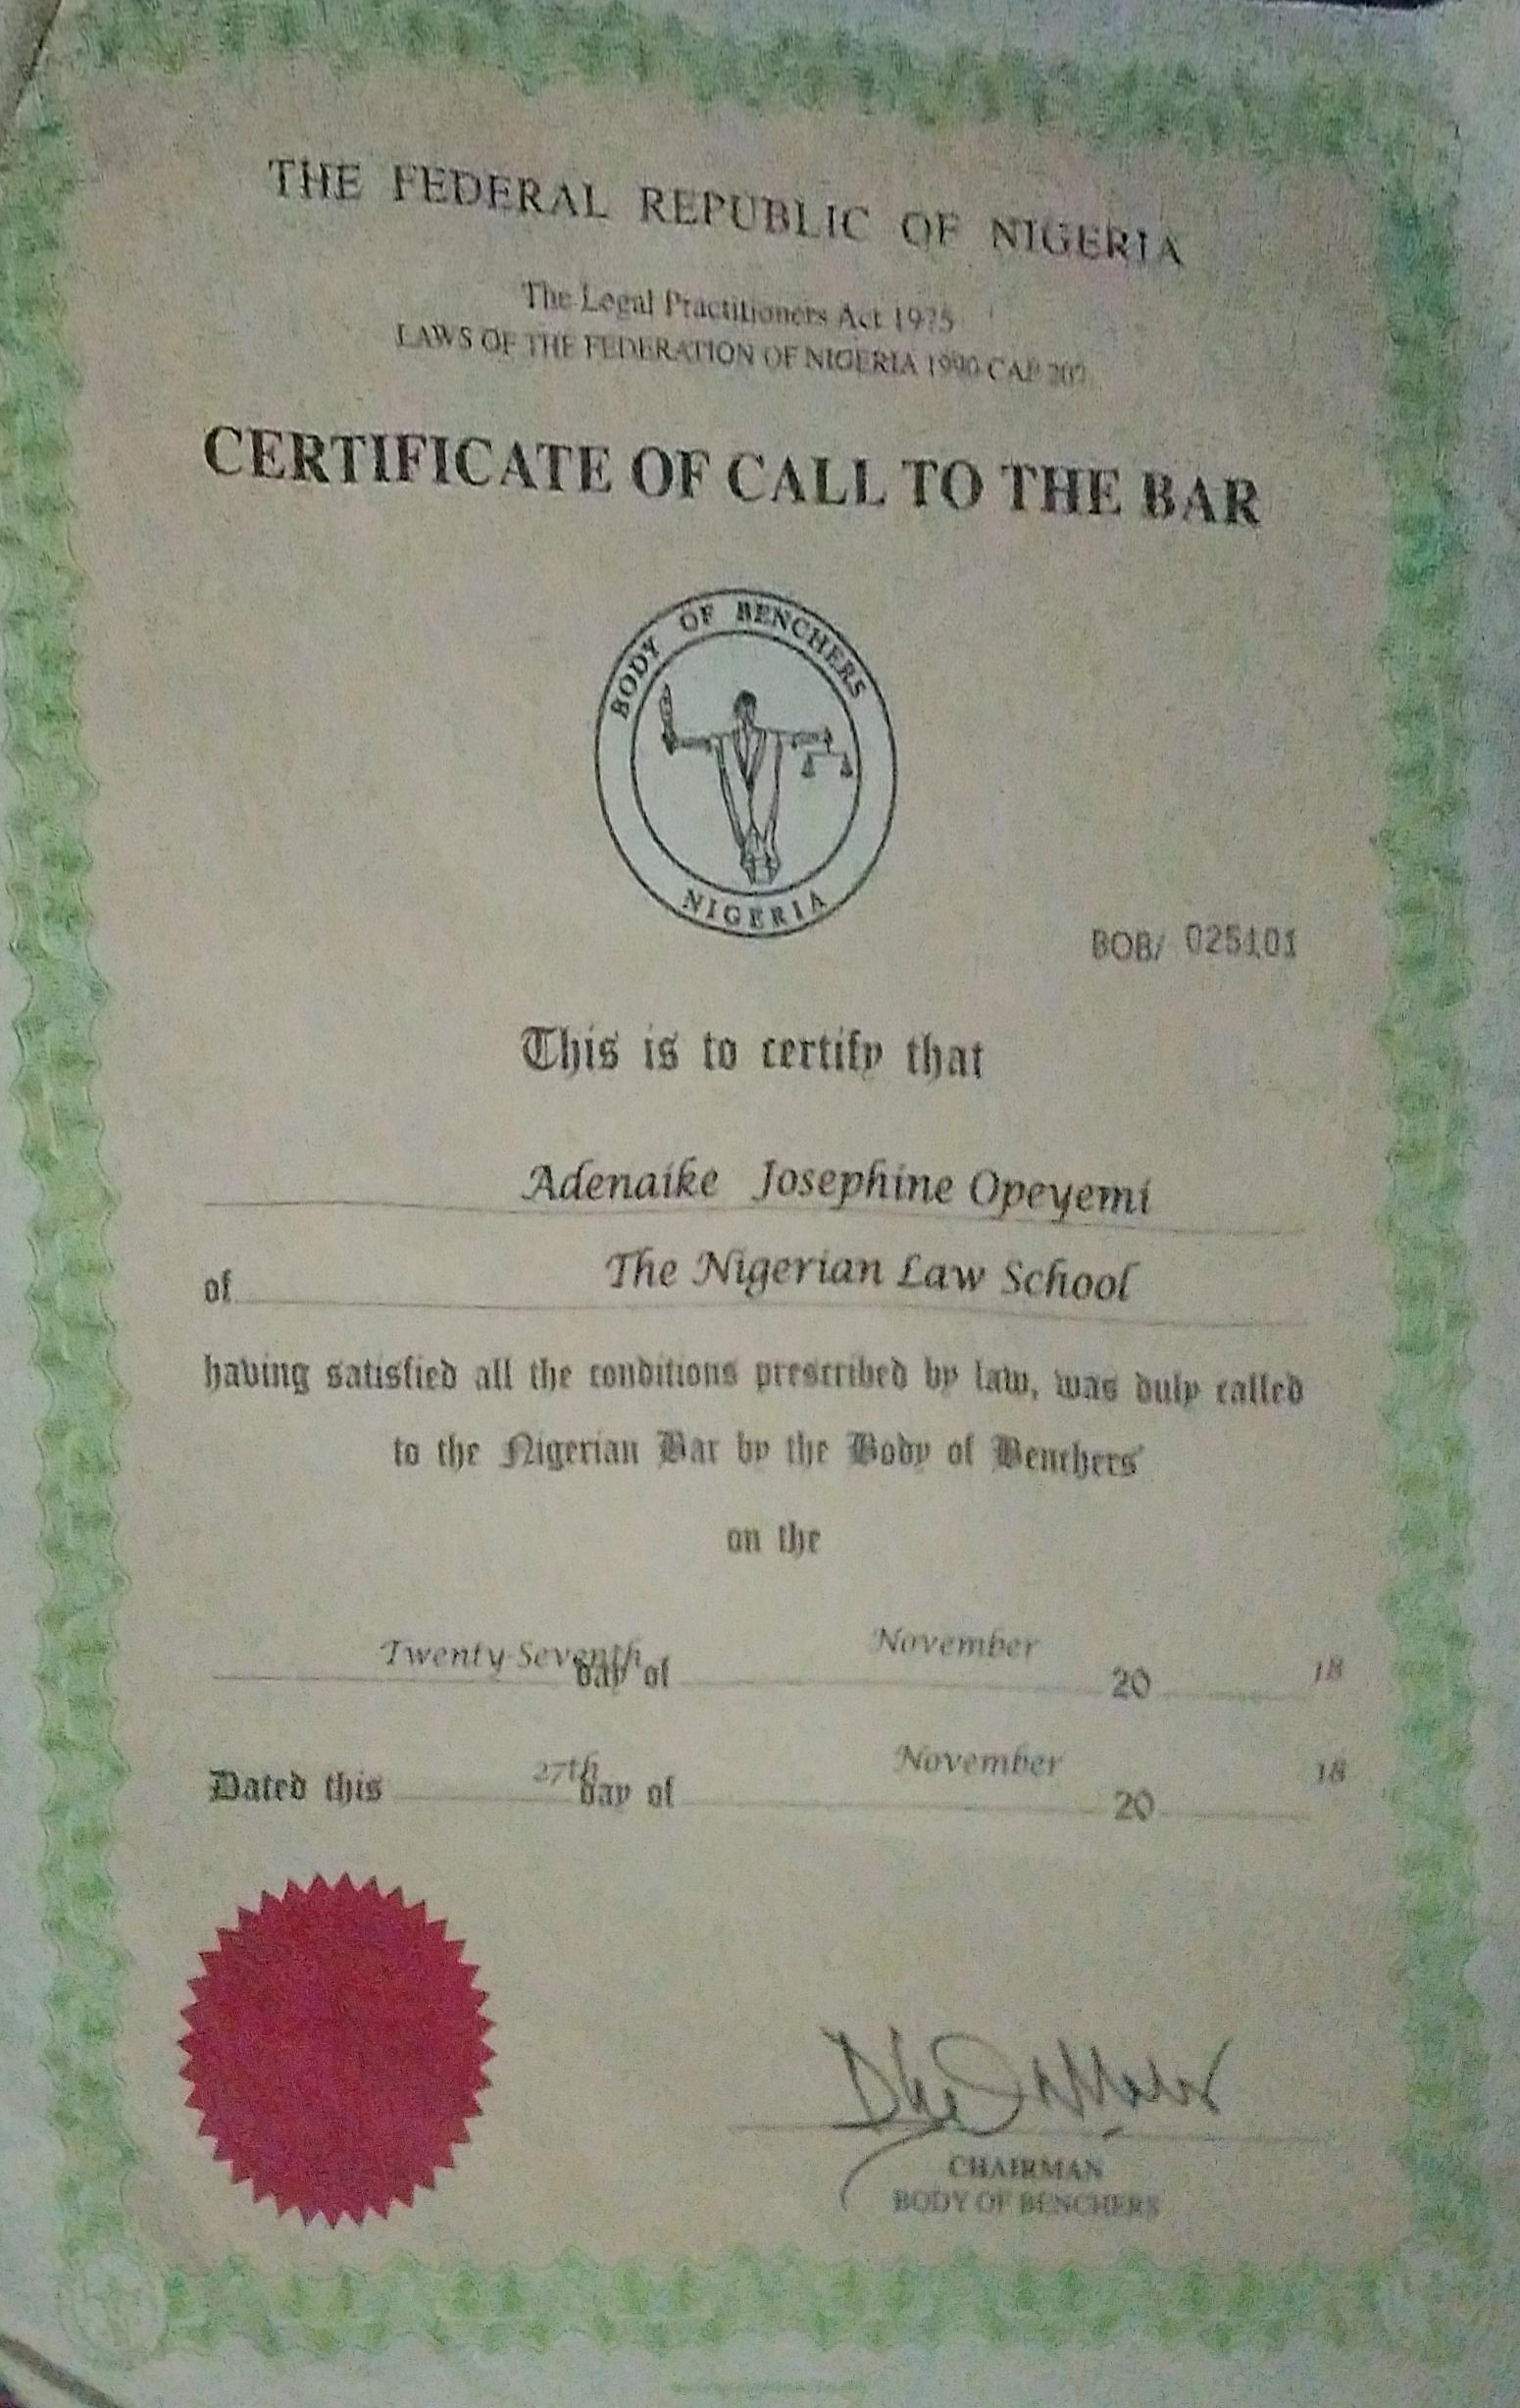 THE FEDERAL REPUBLIC OF NIGERIA
The Legal Practitioners Act 1975
LAWS OF THE FEDERATION OF NIGERIA 1990 CAP 207
CERTIFICATE OF CALL TO THE BAR
BODY OF BENCHERS
NIGERIA
BOB/ 025101
This is to certify that
Adenaike Josephine Opeyemi
of The Nigerian Law School
having satisfied all the conditions prescribed by law, was duly called
to the Nigerian Bar by the Body of Benchers
on the
Twenty-Seventh day of November 20 18
Dated this 27th day of November 20 18
CHAIRMAN
BODY OF BENCHERS